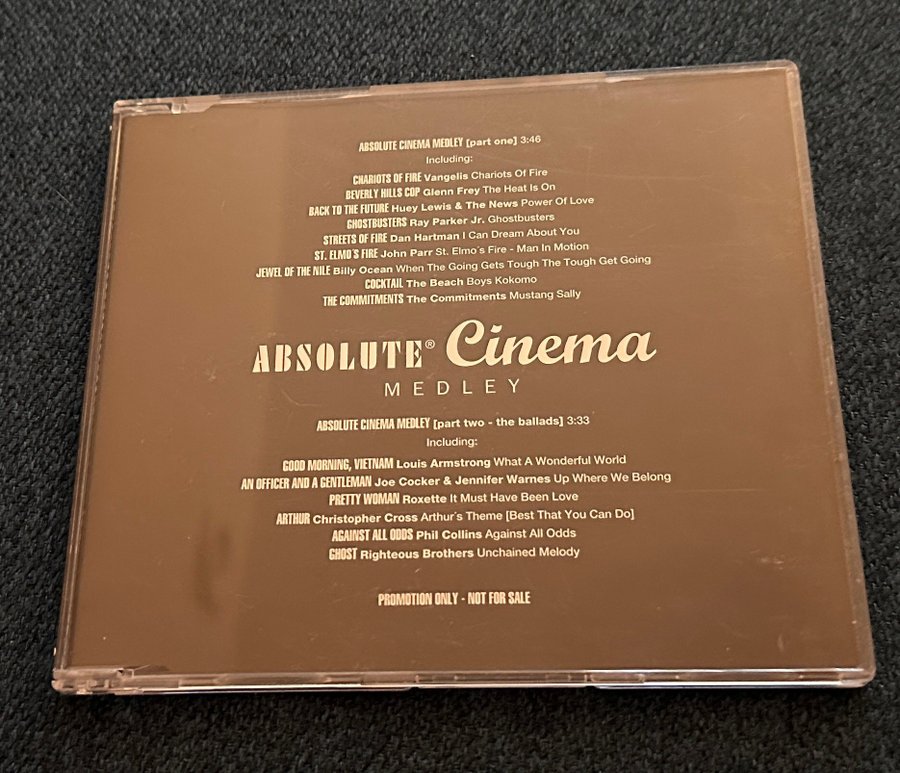 ABSOLUTE CINEMA MEDLEY [part one] 3:46
Including:
CHARIOTS OF FIRE Vangelis Chariots Of Fire
BEVERLY HILLS COP Glenn Frey The Heat Is On
BACK TO THE FUTURE Huey Lewis & The News Power Of Love
GHOSTBUSTERS Ray Parker Jr. Ghostbusters
STREETS OF FIRE Dan Hartman I Can Dream About You
ST. ELMO´S FIRE John Parr St. Elmo´s Fire - Man In Motion
JEWEL OF THE NILE Billy Ocean When The Going Gets Tough The Tough Get Going
COCKTAIL The Beach Boys Kokomo
THE COMMITMENTS The Commitments Mustang Sally
ABSOLUTE® Cinema
MEDLEY
ABSOLUTE CINEMA MEDLEY [part two - the ballads] 3:33
Including:
GOOD MORNING, VIETNAM Louis Armstrong What A Wonderful World
AN OFFICER AND A GENTLEMAN Joe Cocker & Jennifer Warnes Up Where We Belong
PRETTY WOMAN Roxette It Must Have Been Love
ARTHUR Christopher Cross Arthur´s Theme [Best That You Can Do]
AGAINST ALL ODDS Phil Collins Against All Odds
GHOST Righteous Brothers Unchained Melody
PROMOTION ONLY - NOT FOR SALE